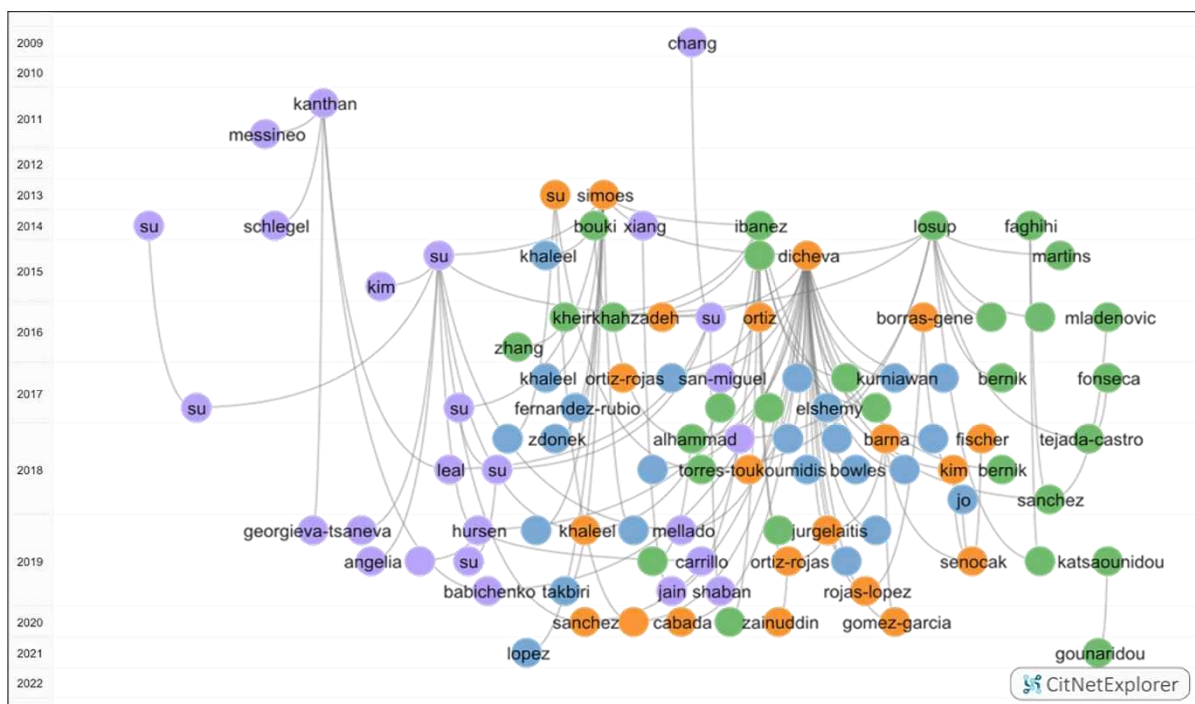 2009 chang
2010
kanthan
2011
messineo
2012
2013 su simoes
2014 su schlegel bouki xiang ibanez losup faghihi
su khaleel dicheva martins
2015
kim
2016 kheirkhahzadeh su ortiz borras-gene mladenovic
zhang
khaleel ortiz-rojas san-miguel kurniawan bernik fonseca
2017
su su fernandez-rubio elshemy
zdonek alhammad barna fischer tejada-castro
2018 leal su torres-toukoumidis bowles kim bernik
jo sanchez
georgieva-tsaneva hursen khaleel mellado jurgelaitis
2019 angelia su carrillo ortiz-rojas senocak katsaounidou
babichenko takbiri jain shaban rojas-lopez
2020 sanchez cabada zainuddin gomez-garcia
2021 lopez gounaridou
2022
CitNetExplorer